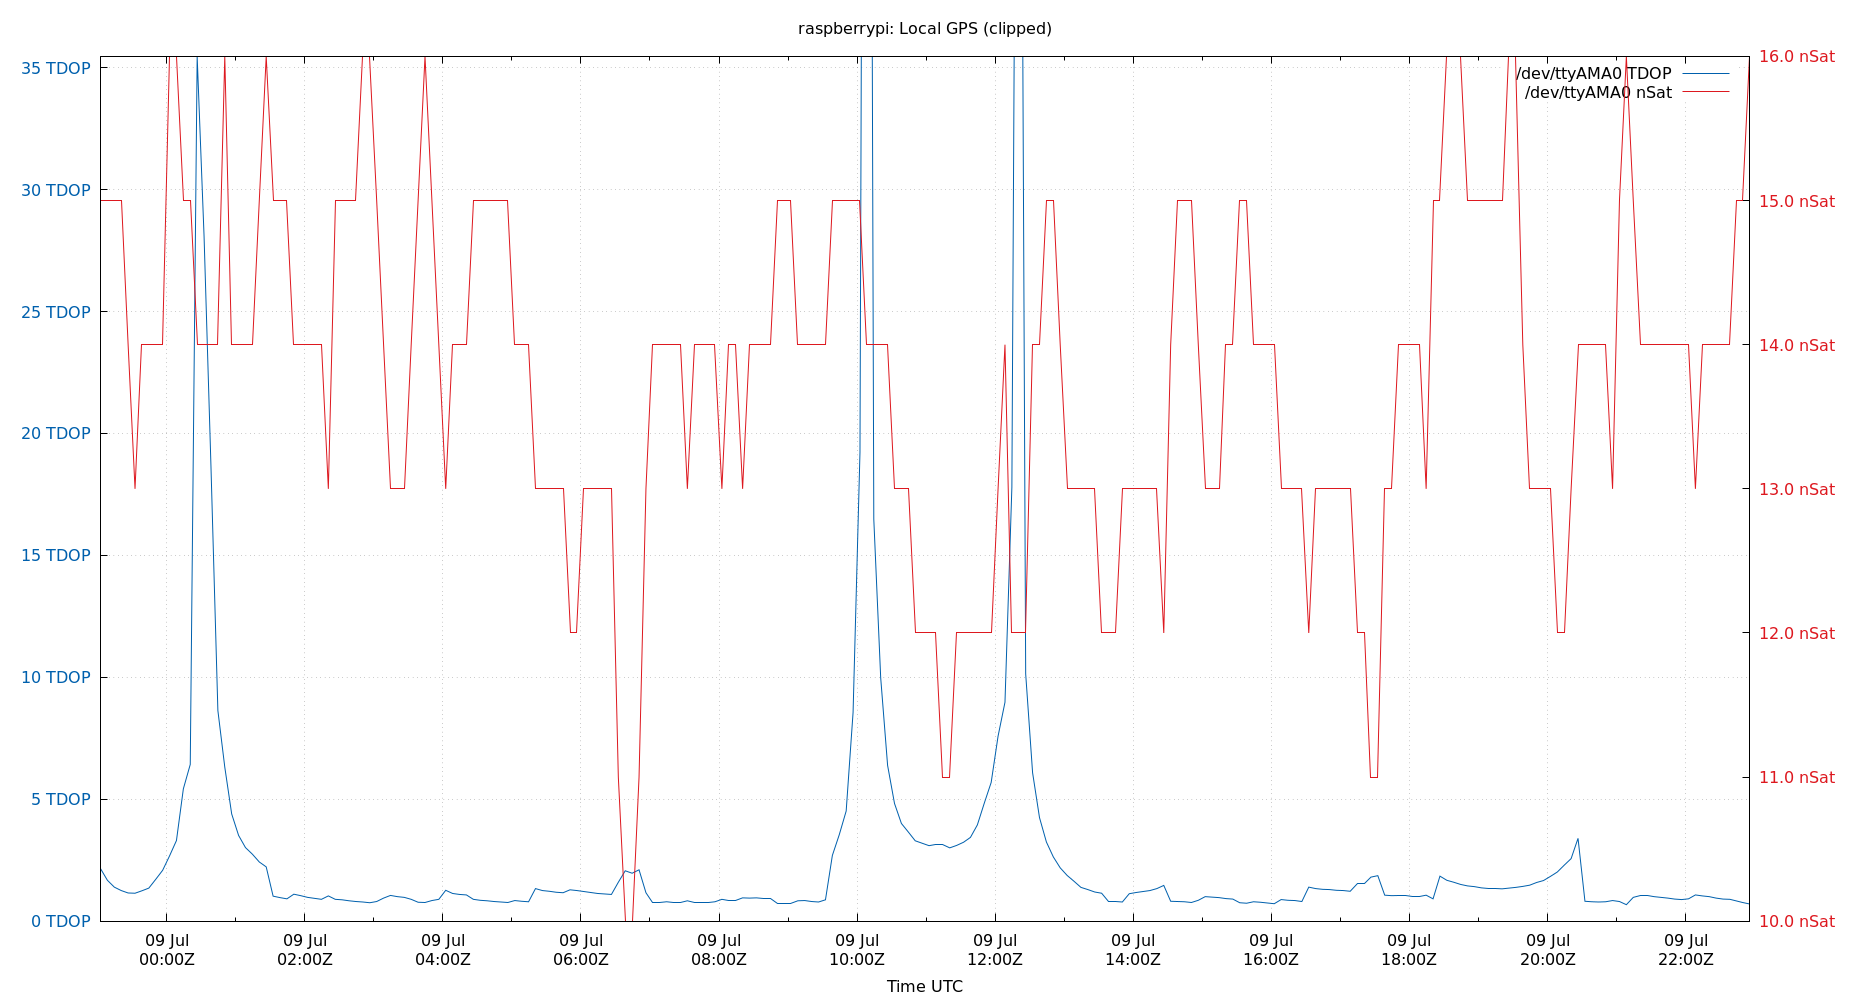 raspberrypi: Local GPS (clipped)
35 TDOP
30 TDOP
25 TDOP
20 TDOP
15 TDOP
10 TDOP
5 TDOP
0 TDOP
16.0 nSat
15.0 nSat
14.0 nSat
13.0 nSat
12.0 nSat
11.0 nSat
10.0 nSat
/dev/ttyAMA0 TDOP
/dev/ttyAMA0 nSat
09 Jul
00:00Z
09 Jul
02:00Z
09 Jul
04:00Z
09 Jul
06:00Z
09 Jul
08:00Z
09 Jul
10:00Z
09 Jul
12:00Z
09 Jul
14:00Z
09 Jul
16:00Z
09 Jul
18:00Z
09 Jul
20:00Z
09 Jul
22:00Z
Time UTC